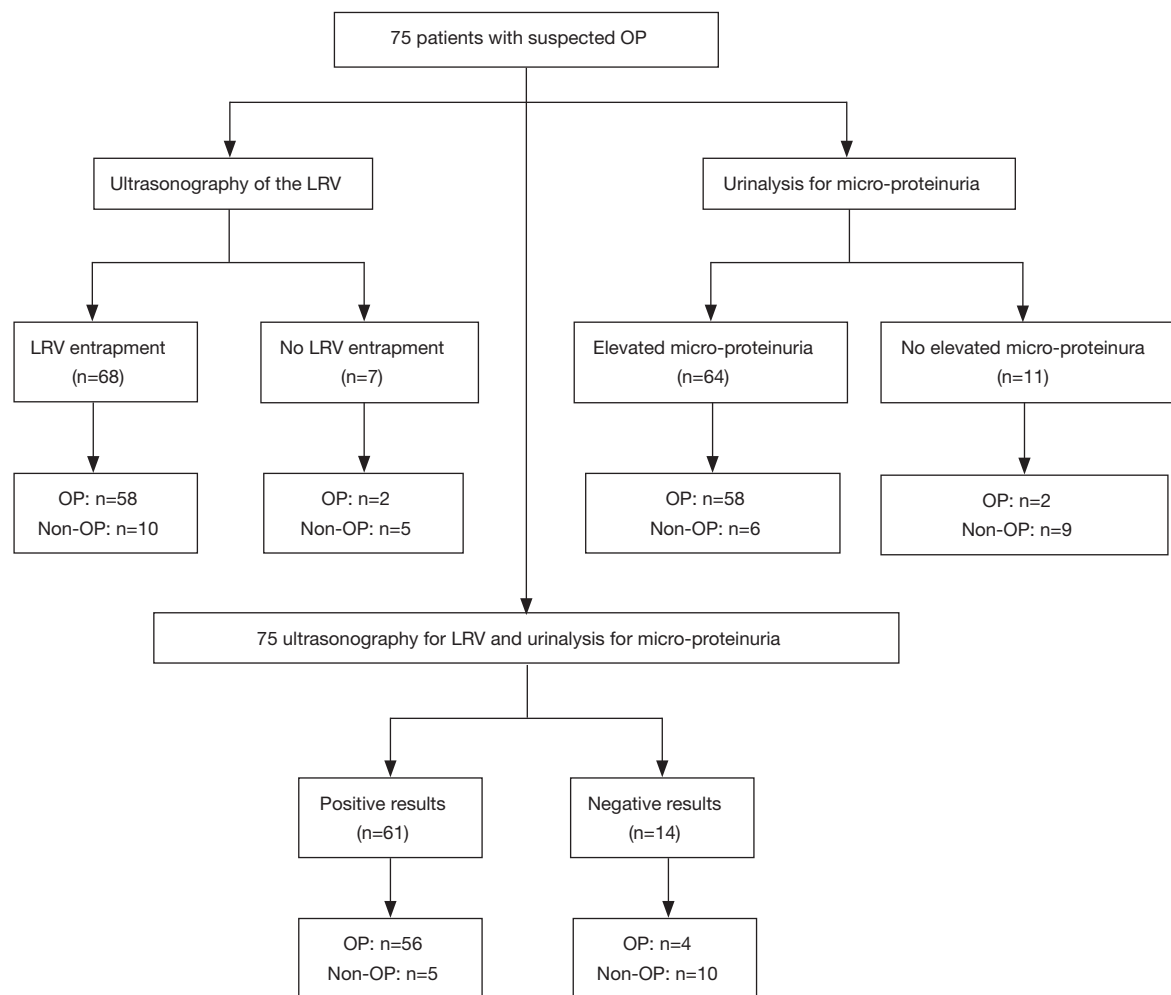 75 patients with suspected OP
Ultrasonography of the LRV
Urinalysis for micro-proteinuria
LRV entrapment
(n=68)
No LRV entrapment
(n=7)
Elevated micro-proteinuria
(n=64)
No elevated micro-proteinura
(n=11)
OP: n=58
Non-OP: n=10
OP: n=2
Non-OP: n=5
OP: n=58
Non-OP: n=6
OP: n=2
Non-OP: n=9
75 ultrasonography for LRV and urinalysis for micro-proteinuria
Positive results
(n=61)
Negative results
(n=14)
OP: n=56
Non-OP: n=5
OP: n=4
Non-OP: n=10